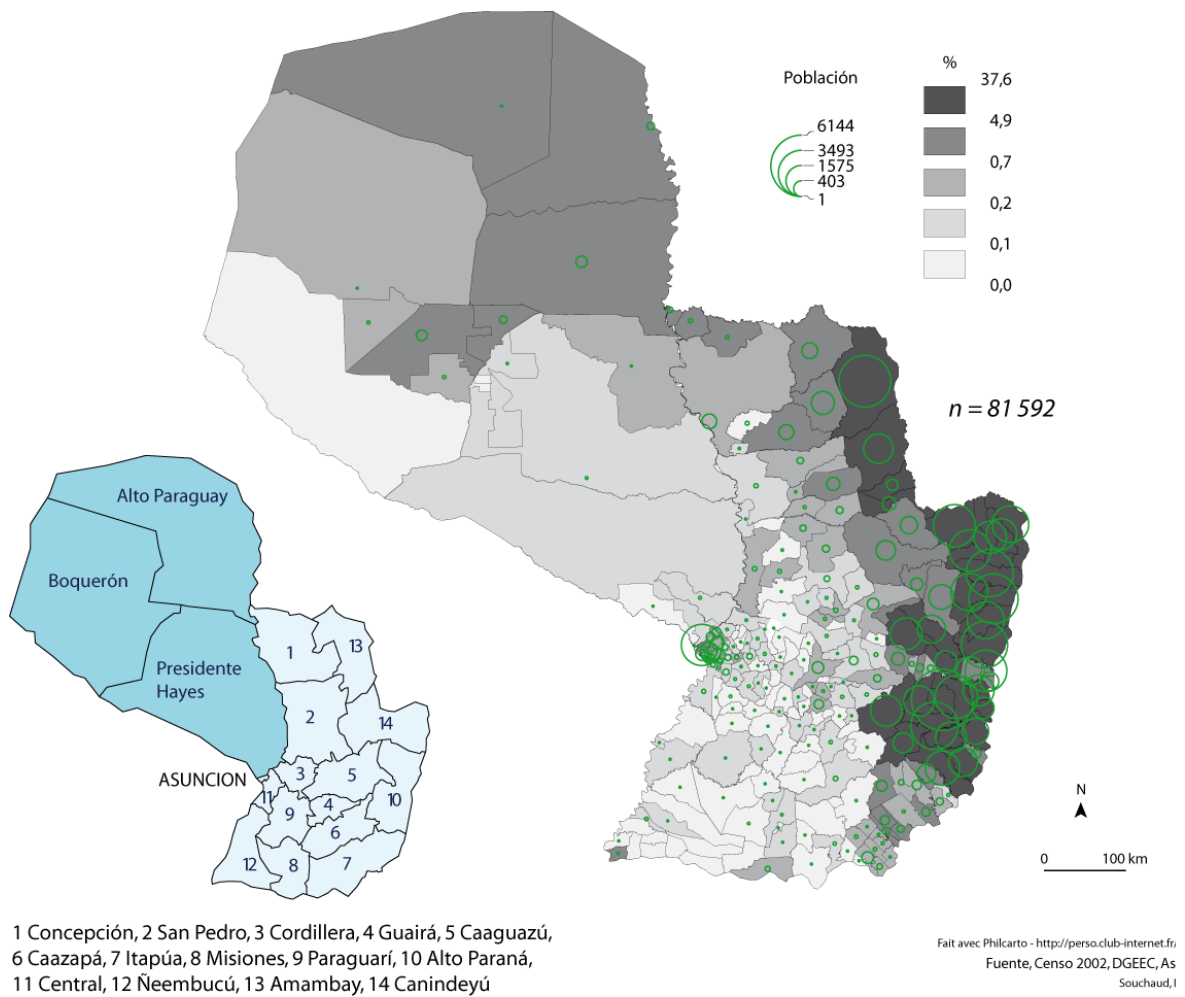 Población
6144
3493
1575
403
1
%
37,6
4,9
0,7
0,2
0,1
0,0
n = 81 592
Alto Paraguay
Boquerón
Presidente
Hayes
1
13
2
14
ASUNCION
3
5
11
4
10
9
6
12
8
7
N
0
100 km
1 Concepción, 2 San Pedro, 3 Cordillera, 4 Guairá, 5 Caaguazú,
6 Caazapá, 7 Itapúa, 8 Misiones, 9 Paraguarí, 10 Alto Paraná,
11 Central, 12 Ñeembucú, 13 Amambay, 14 Canindeyú
Fait avec Philcarto - http://perso.club-internet.fr/
Fuente, Censo 2002, DGEEC, As
Souchaud,